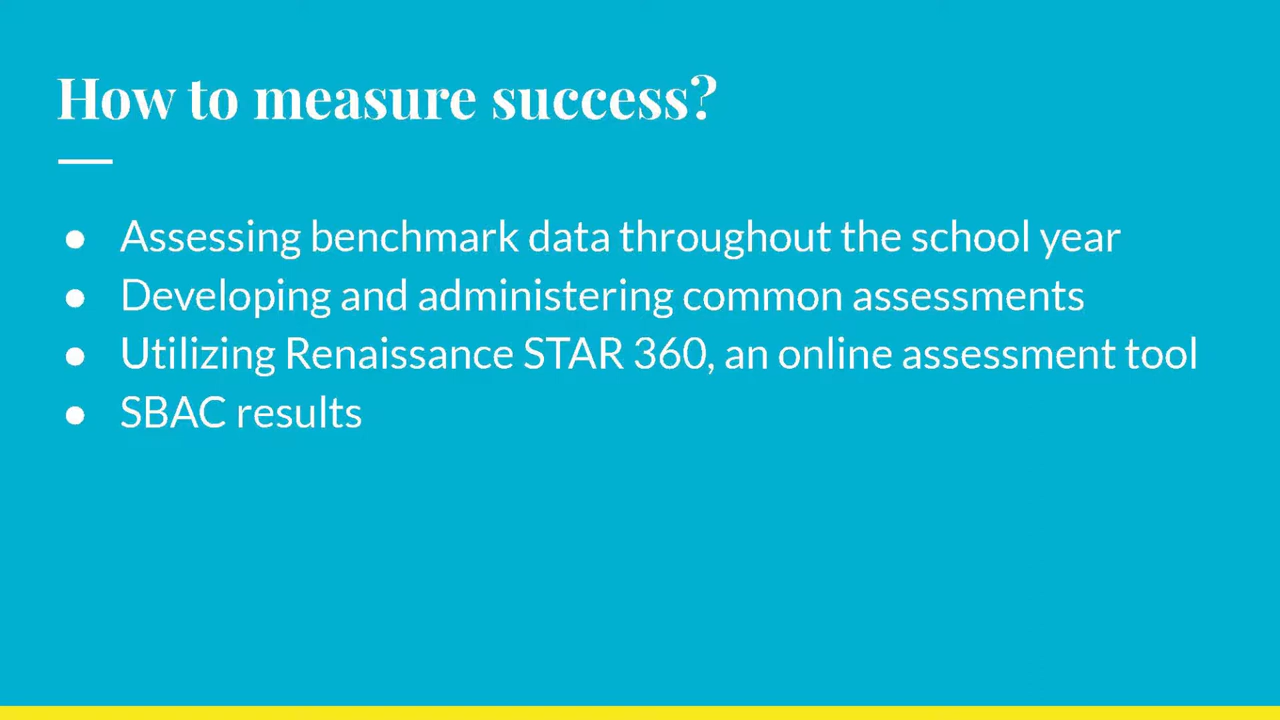 How to measure success?
● Assessing benchmark data throughout the school year
● Developing and administering common assessments
● Utilizing Renaissance STAR 360, an online assessment tool
● SBAC results